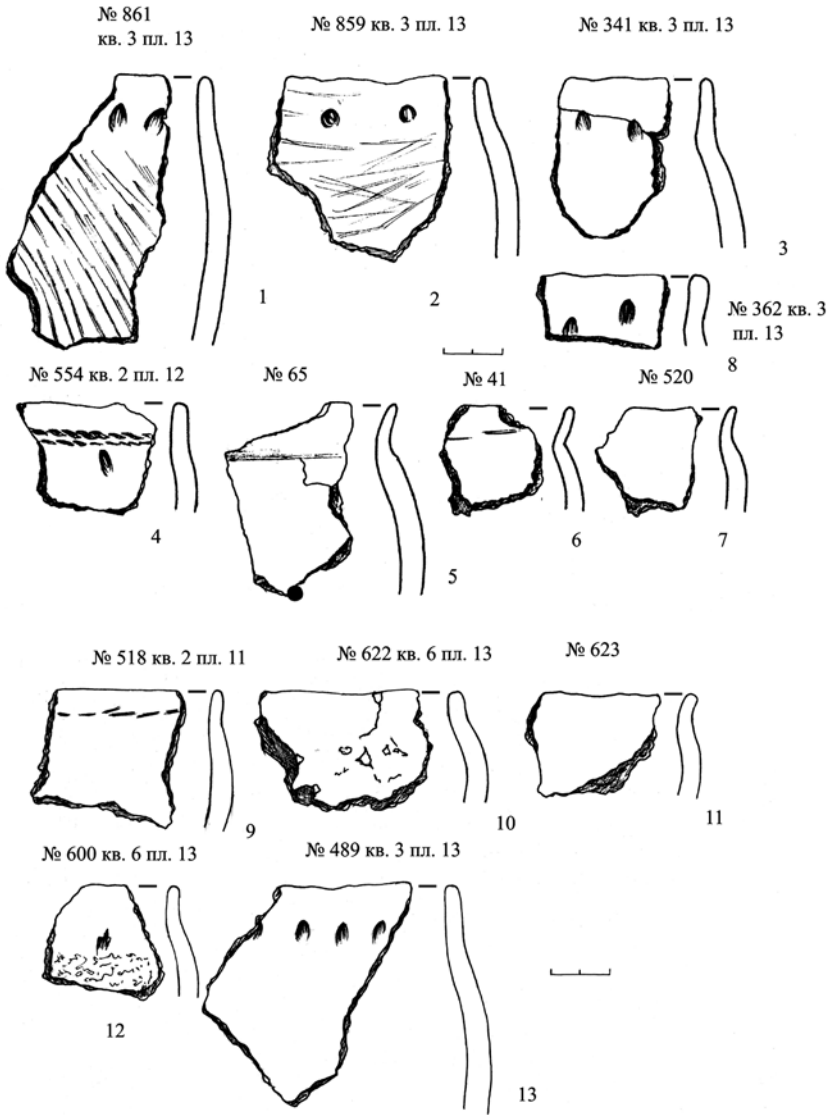 № 861
кв. 3 пл. 13
№ 859 кв. 3 пл. 13
№ 341 кв. 3 пл. 13
1
2
3
№ 362 кв. 3
пл. 13
8
№ 554 кв. 2 пл. 12
№ 65
№ 41
№ 520
4
5
6
7
№ 518 кв. 2 пл. 11
№ 622 кв. 6 пл. 13
№ 623
9
10
11
№ 600 кв. 6 пл. 13
№ 489 кв. 3 пл. 13
12
13